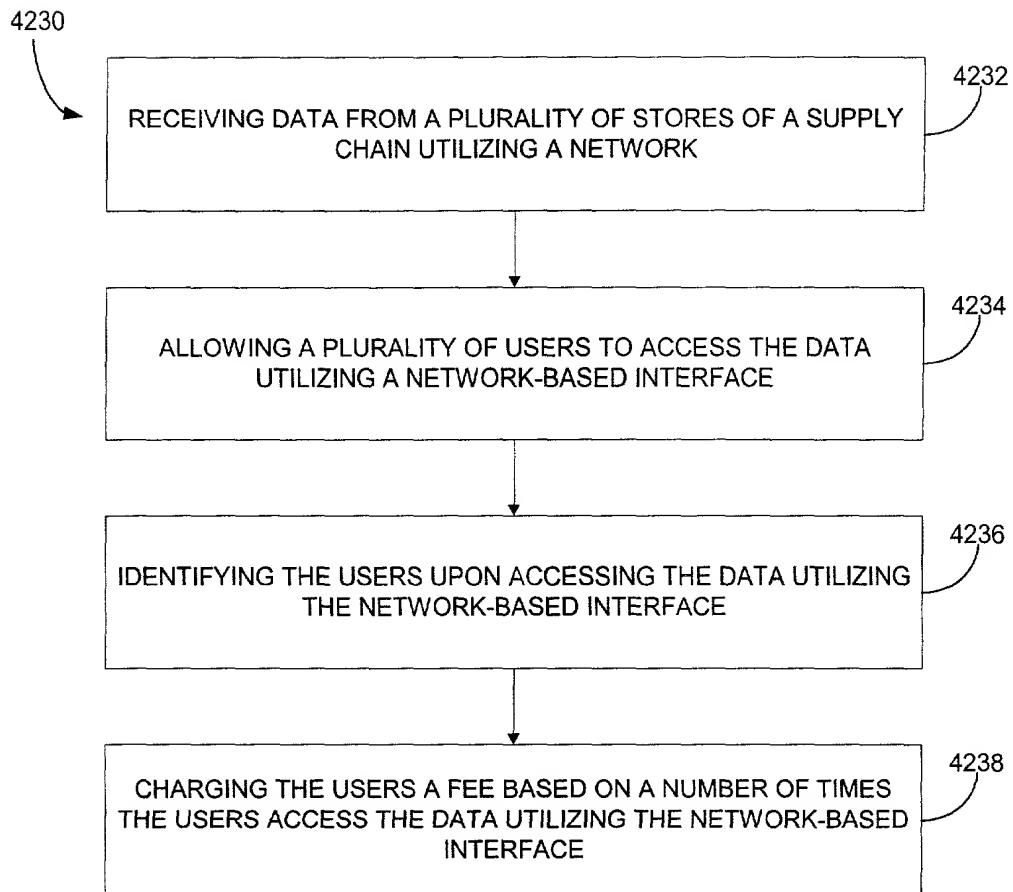 4230
4232
RECEIVING DATA FROM A PLURALITY OF STORES OF A SUPPLY
CHAIN UTILIZING A NETWORK
4234
ALLOWING A PLURALITY OF USERS TO ACCESS THE DATA
UTILIZING A NETWORK-BASED INTERFACE
4236
IDENTIFYING THE USERS UPON ACCESSING THE DATA UTILIZING
THE NETWORK-BASED INTERFACE
4238
CHARGING THE USERS A FEE BASED ON A NUMBER OF TIMES
THE USERS ACCESS THE DATA UTILIZING THE NETWORK-BASED
INTERFACE